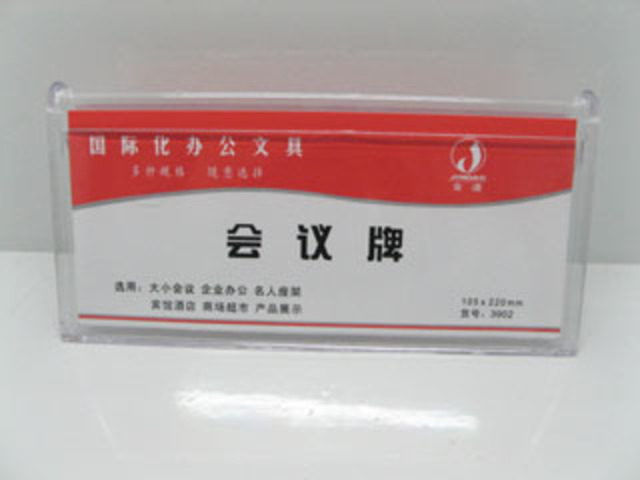 国际化办公文具
多种规格 随意选择
会议牌
选用：大小会议 企业办公 名人座架
宾馆酒店 商场超市 产品展示
105x220mm
货号：3902